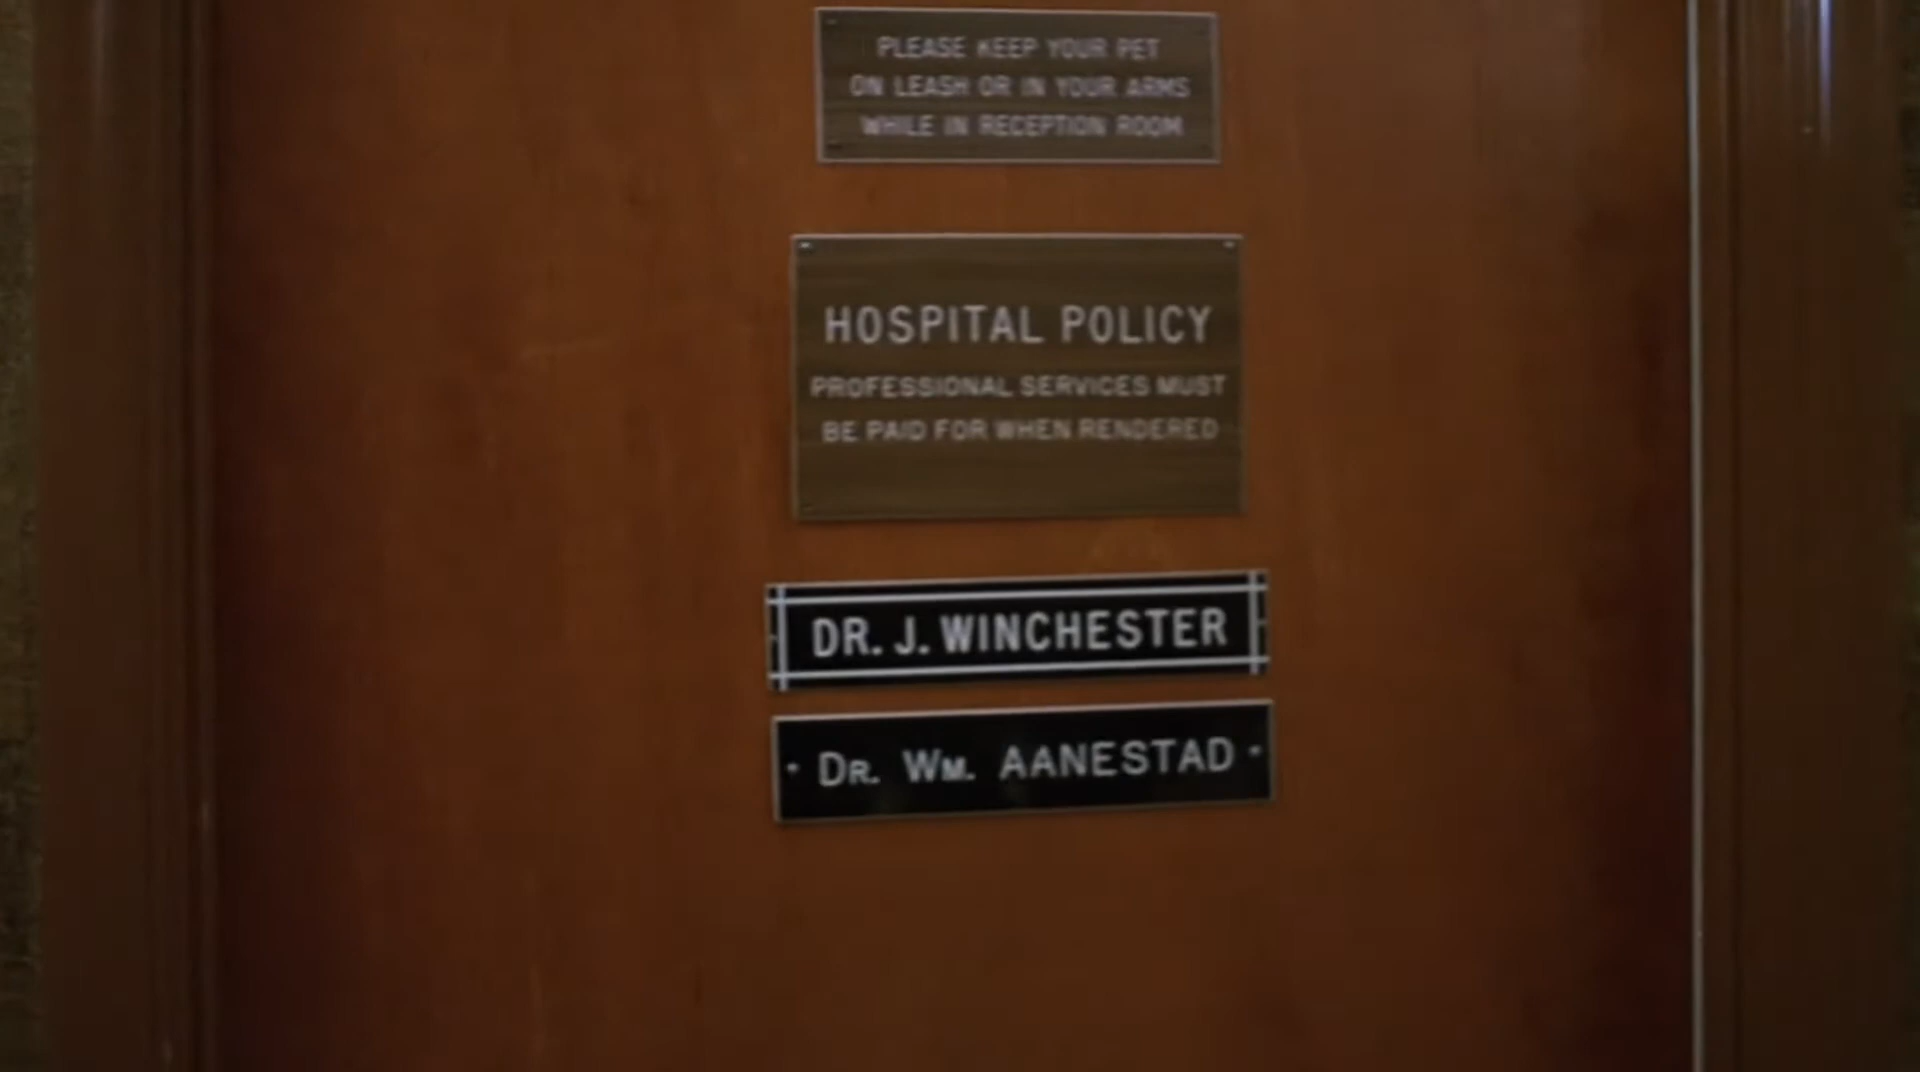 PLEASE KEEP YOUR PET
ON LEASH OR IN YOUR ARMS
WHILE IN RECEPTION ROOM
HOSPITAL POLICY
PROFESSIONAL SERVICES MUST
BE PAID FOR WHEN RENDERED
DR. J. WINCHESTER
DR. WM. AANESTAD